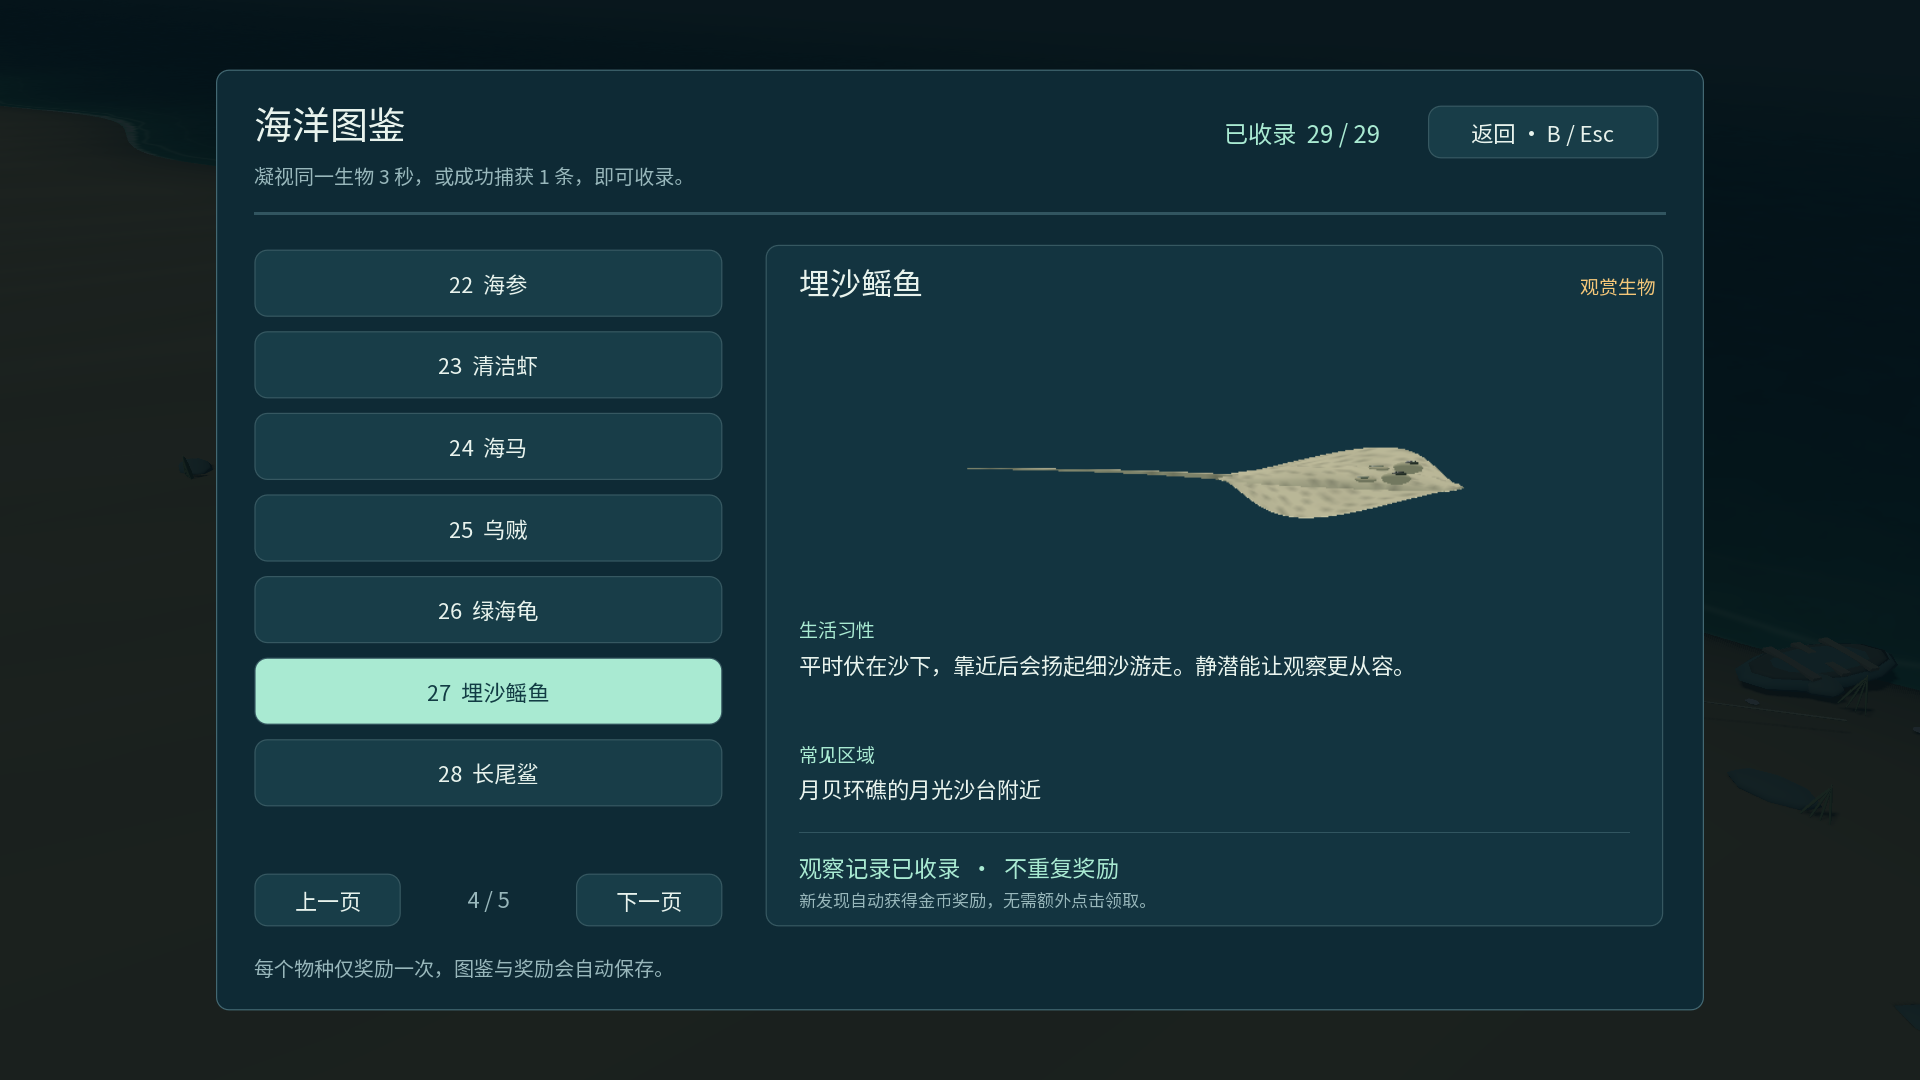 海洋图鉴
凝视同一生物 3 秒，或成功捕获 1 条，即可收录。
已收录 29 / 29
返回 · B / Esc
22 海参
23 清洁虾
24 海马
25 乌贼
26 绿海龟
27 埋沙鳐鱼
28 长尾鲨
上一页
4 / 5
下一页
每个物种仅奖励一次，图鉴与奖励会自动保存。
埋沙鳐鱼
观赏生物
生活习性
平时伏在沙下，靠近后会扬起细沙游走。静潜能让观察更从容。
常见区域
月贝环礁的月光沙台附近
观察记录已收录 · 不重复奖励
新发现自动获得金币奖励，无需额外点击领取。